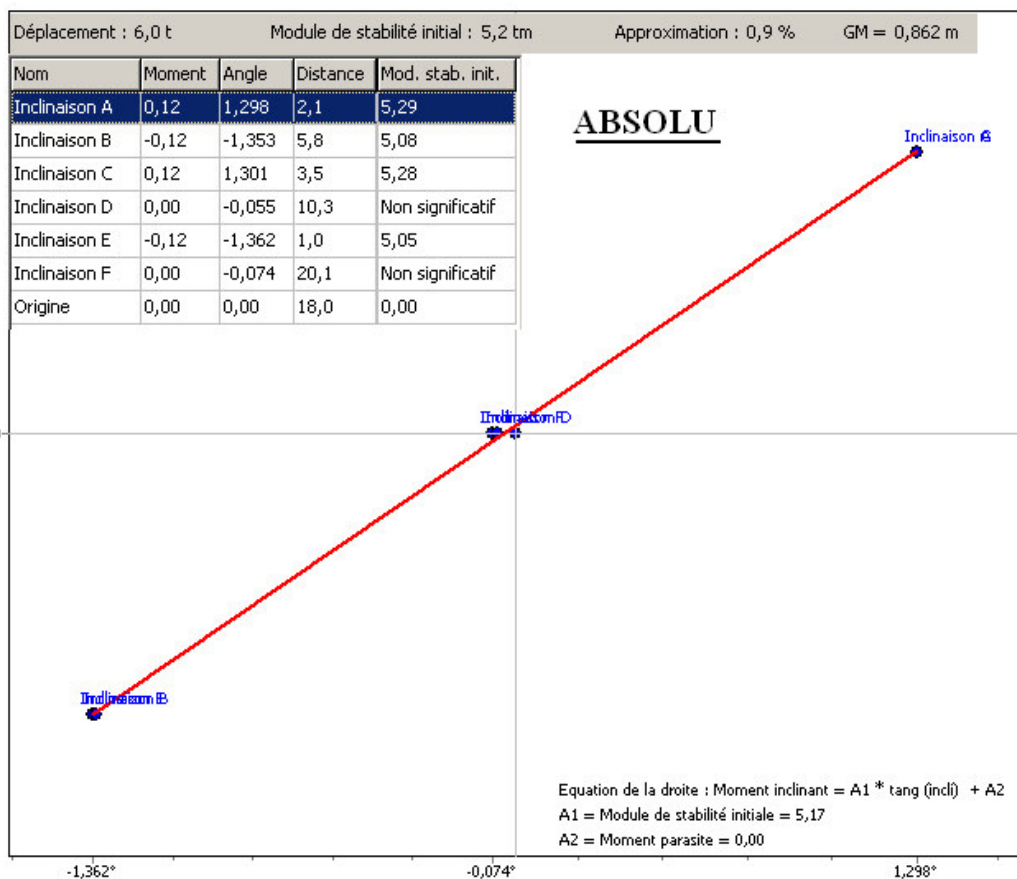 Déplacement : 6,0 t Module de stabilité initial : 5,2 tm Approximation : 0,9 % GM = 0,862 m
Nom Moment Angle Distance Mod. stab. init.
Inclinaison A 0,12 1,298 2,1 5,29
Inclinaison B -0,12 -1,353 5,8 5,08
Inclinaison C 0,12 1,301 3,5 5,28
Inclinaison D 0,00 -0,055 10,3 Non significatif
Inclinaison E -0,12 -1,362 1,0 5,05
Inclinaison F 0,00 -0,074 20,1 Non significatif
Origine 0,00 0,00 18,0 0,00
ABSOLU
Inclinaison
Equation de la droite : Moment inclinant = A1 * tang (incli) + A2
A1 = Module de stabilité initiale = 5,17
A2 = Moment parasite = 0,00
-1,362° -0,074° 1,298°